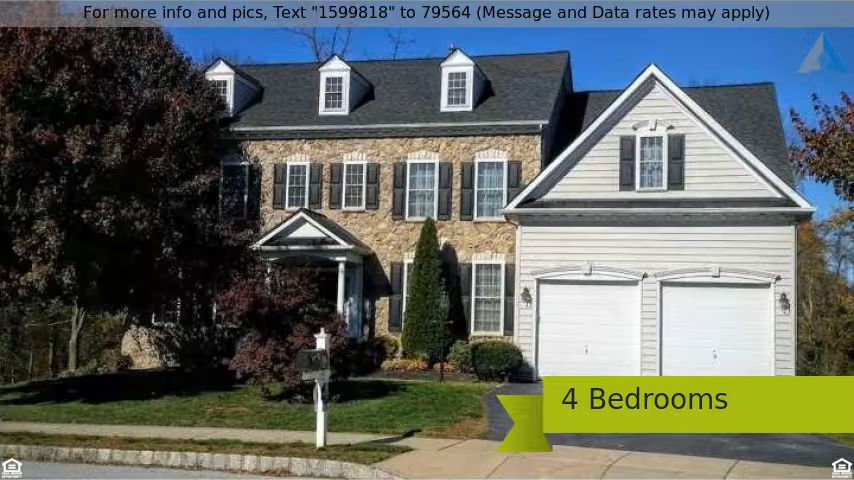 For more info and pics, Text "1599818" to 79564 (Message and Data rates may apply)
4 Bedrooms